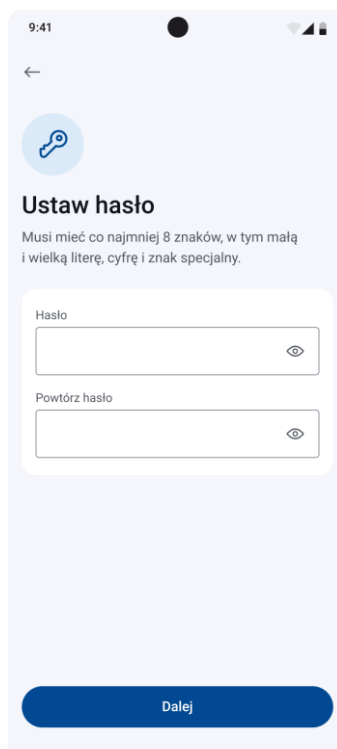 9:41
Ustaw hasło
Musi mieć co najmniej 8 znaków, w tym małą
i wielką literę, cyfrę i znak specjalny.
Hasło
Powtórz hasło
Dalej